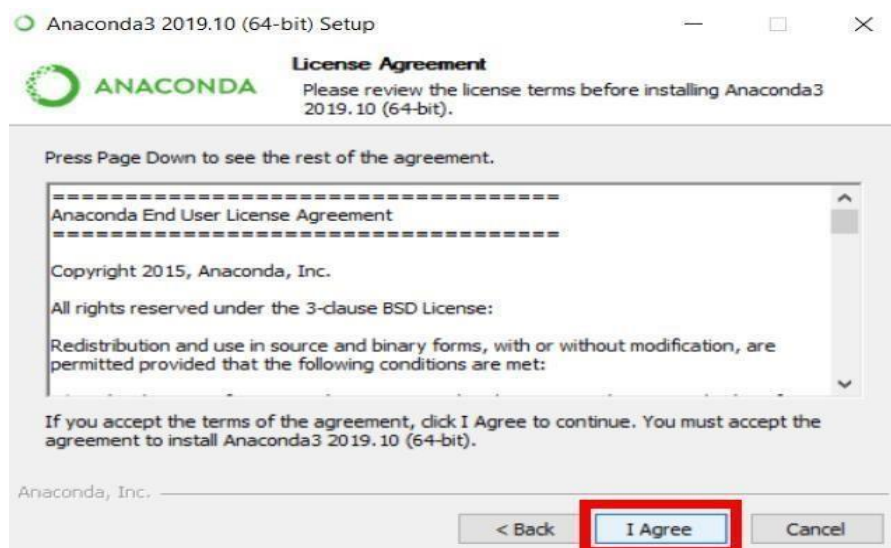 Anaconda3 2019.10 (64-bit) Setup
ANACONDA
License Agreement
Please review the license terms before installing Anaconda3
2019.10 (64-bit).
Press Page Down to see the rest of the agreement.
===================================
Anaconda End User License Agreement
===================================
Copyright 2015, Anaconda, Inc.
All rights reserved under the 3-clause BSD License:
Redistribution and use in source and binary forms, with or without modification, are
permitted provided that the following conditions are met:
If you accept the terms of the agreement, click I Agree to continue. You must accept the
agreement to install Anaconda3 2019.10 (64-bit).
Anaconda, Inc.
< Back
I Agree
Cancel